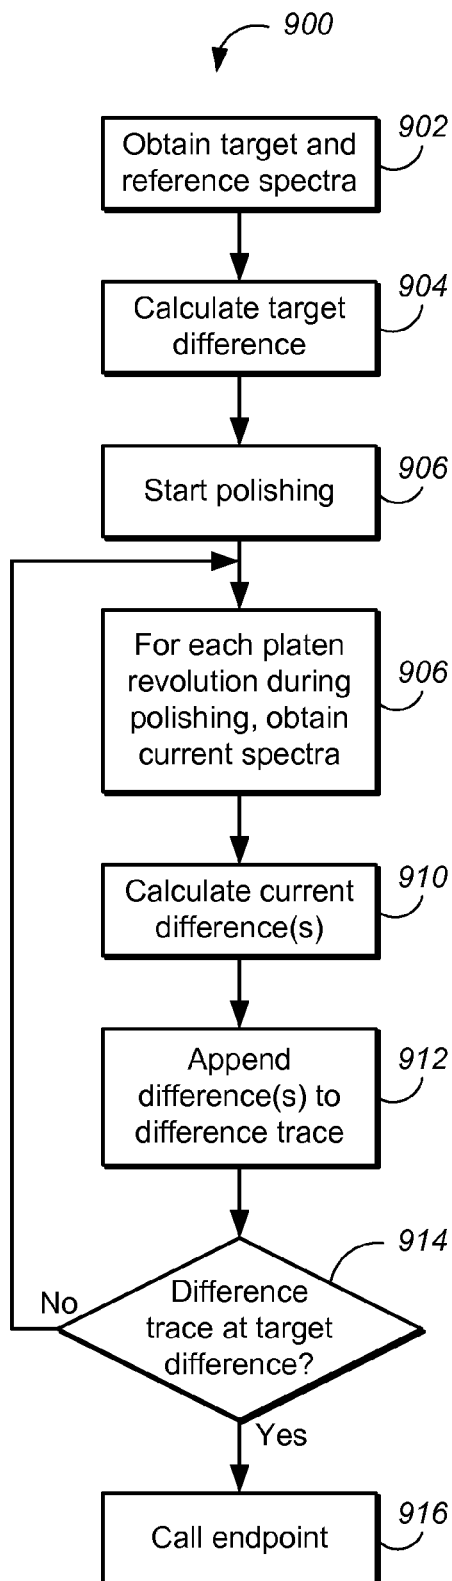 900
902
Obtain target and
reference spectra
904
Calculate target
difference
906
Start polishing
906
For each platen
revolution during
polishing, obtain
current spectra
910
Calculate current
difference(s)
912
Append
difference(s) to
difference trace
914
Difference
trace at target
difference?
No
Yes
916
Call endpoint